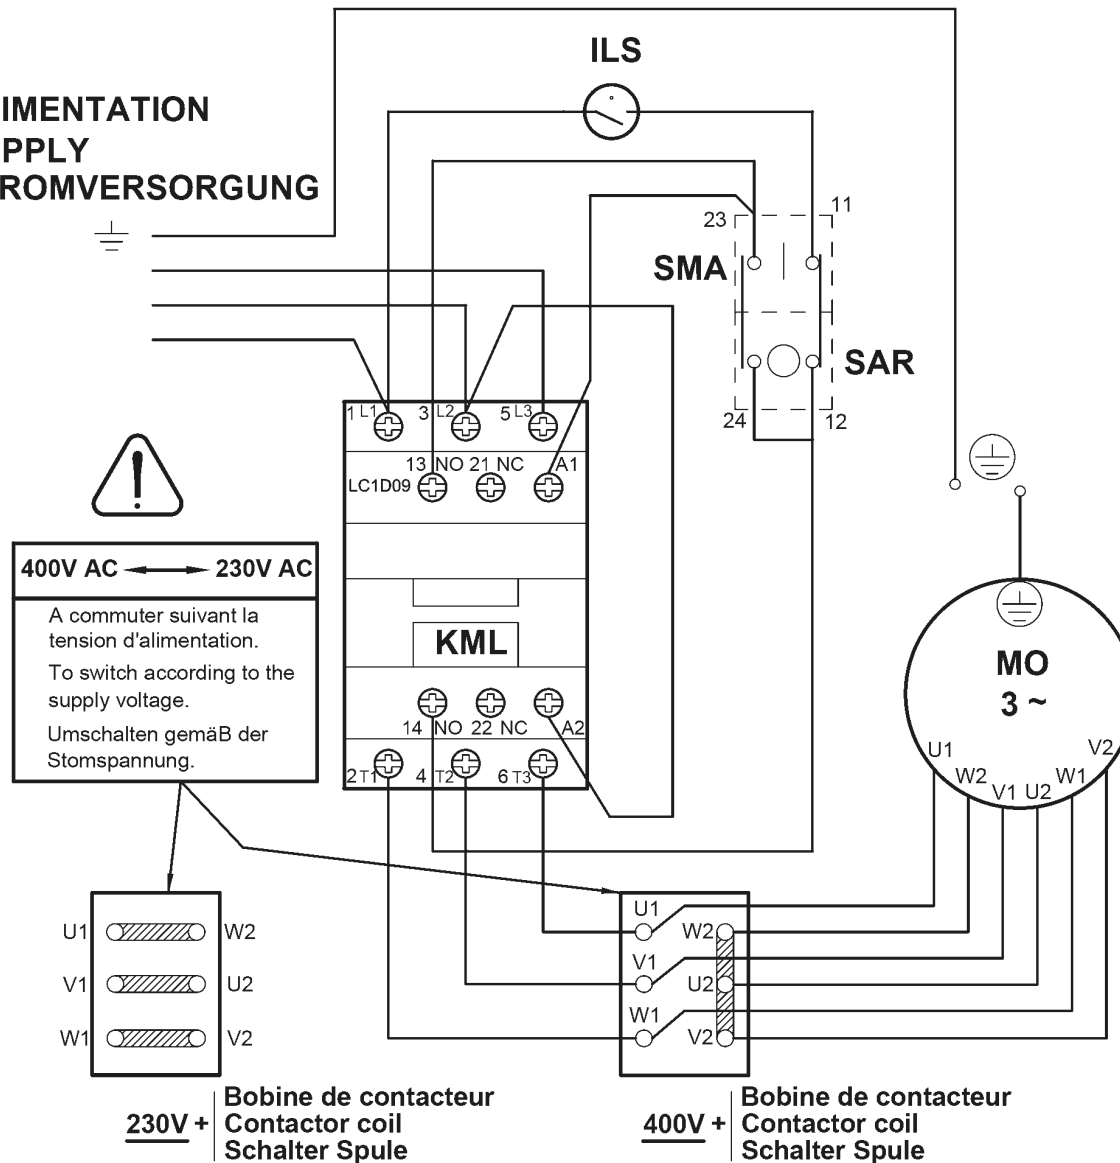 ILS
IMENTATION
PPLY
ROMVERSORGUNG
23
11
SMA
SAR
24
12
1 L1
3 L2
5 L3
13 NO 21 NC A1
LC1D09
400V AC 230V AC
A commuter suivant la
tension d'alimentation.
To switch according to the
supply voltage.
Umschalten gemäB der
Stomspannung.
KML
14 NO 22 NC A2
2 T1
4 T2
6 T3
MO
3 ~
U1
W2
V1
U2
W1
V2
U1
W2
V1
U2
W1
V2
U1
W2
V1
U2
W1
V2
230V +
Bobine de contacteur
Contactor coil
Schalter Spule
400V +
Bobine de contacteur
Contactor coil
Schalter Spule